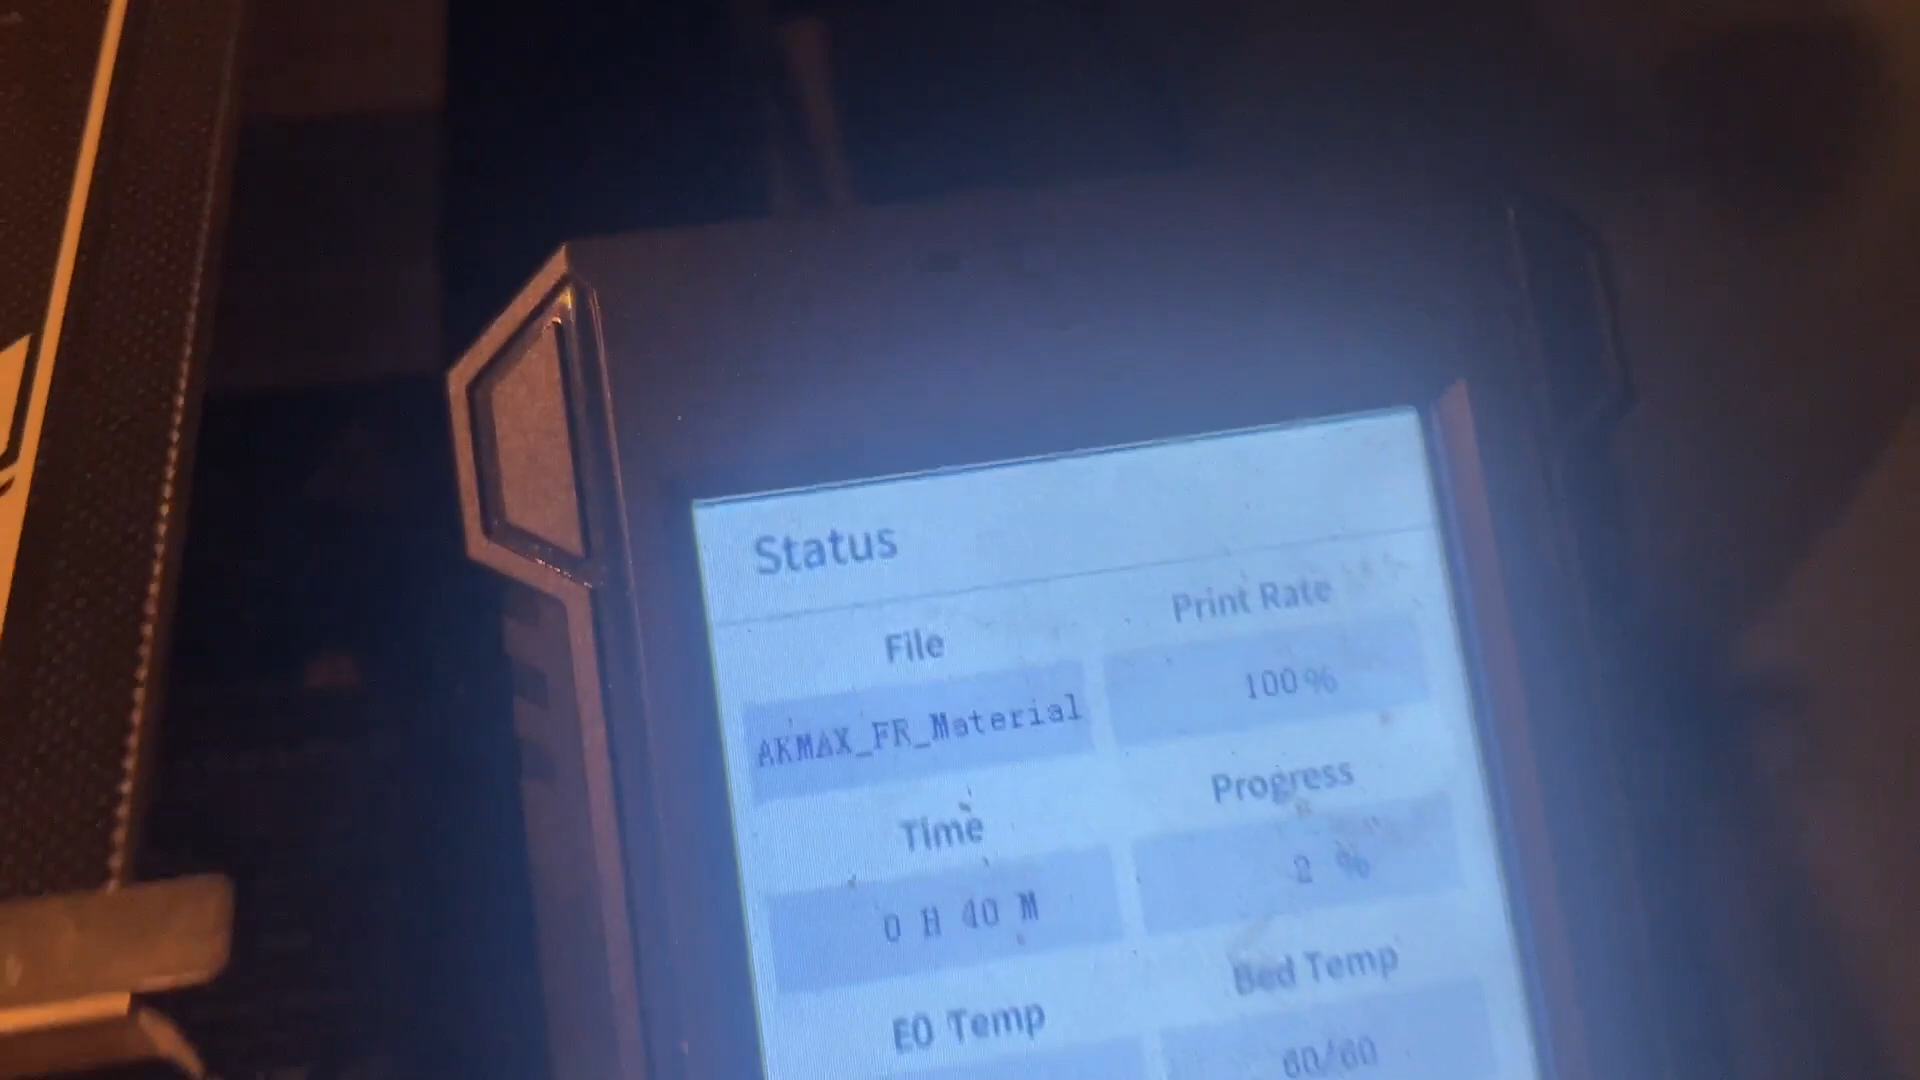 Status
File
Print Rate
AKMAX_FR_Material
100%
Time
Progress
0 H 40 M
2 %
E0 Temp
Bed Temp
60/60